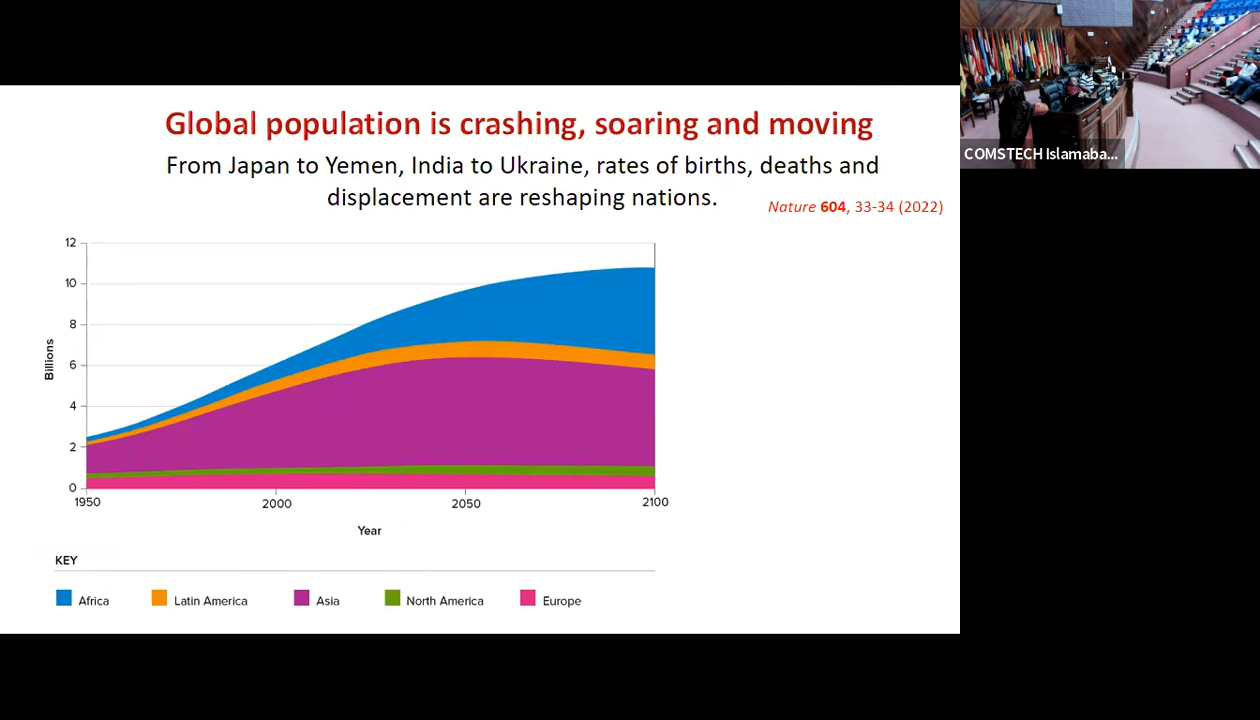 Global population is crashing, soaring and moving
From Japan to Yemen, India to Ukraine, rates of births, deaths and
displacement are reshaping nations.
Nature 604, 33-34 (2022)
12
10
8
6
4
2
0
Billions
1950
2000
2050
2100
Year
KEY
Africa
Latin America
Asia
North America
Europe
COMSTECH Islamaba...